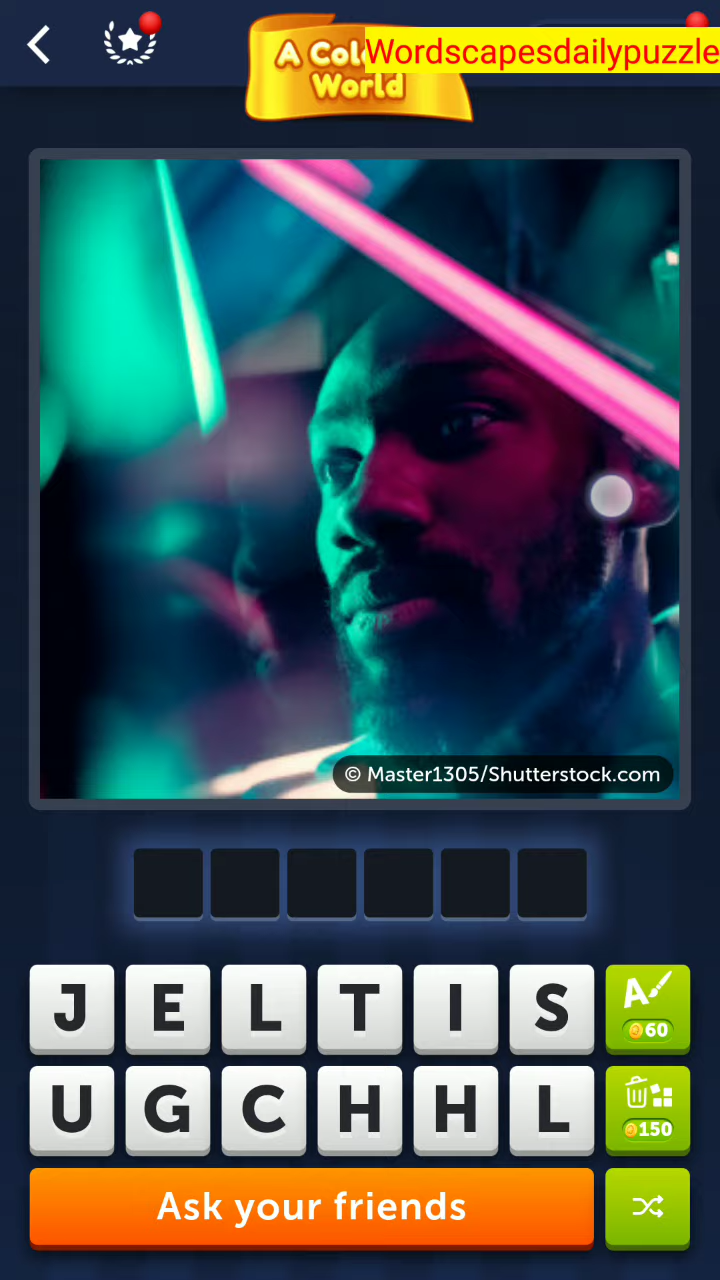 A Col
Wordscapesdailypuzzle
World
© Master1305/Shutterstock.com
J E L T I S
A
60
U G C H H L
150
Ask your friends